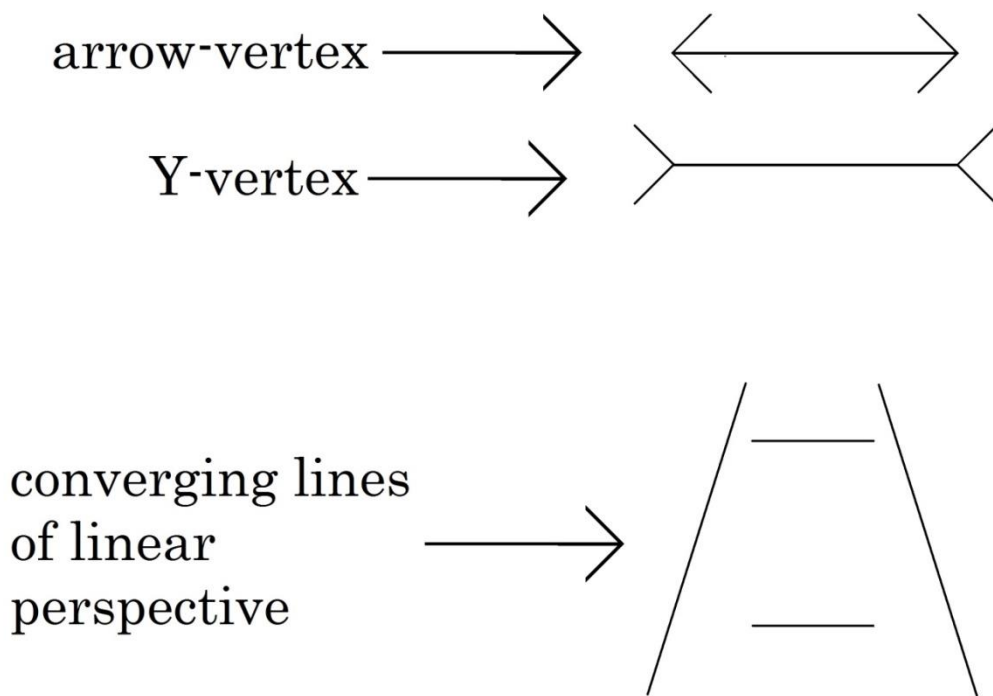 arrow-vertex
Y-vertex
converging lines
of linear
perspective